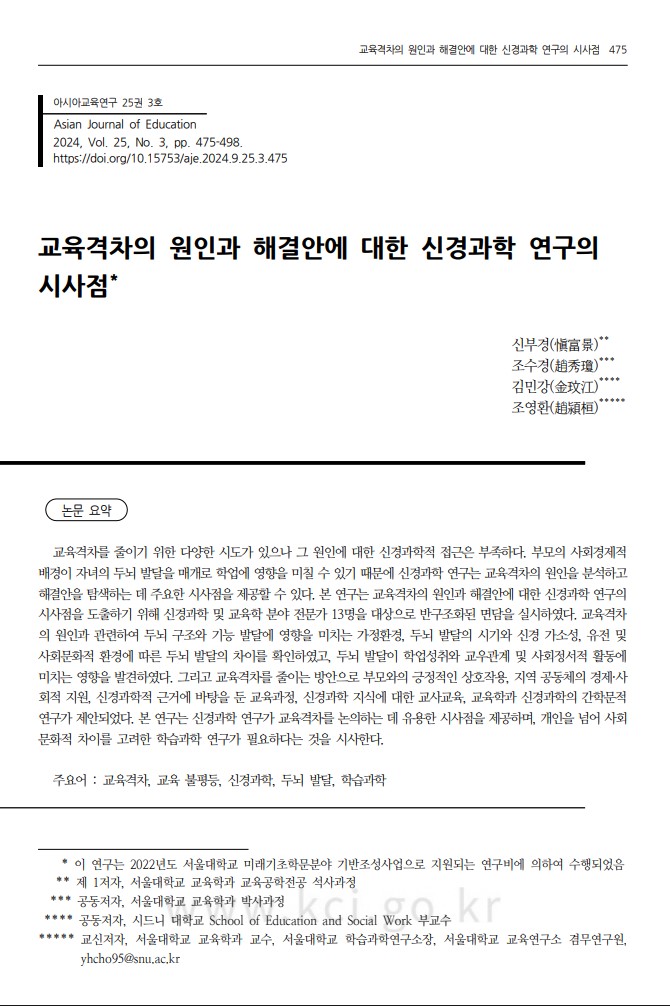 교육격차의 원인과 해결안에 대한 신경과학 연구의 시사점 475
아시아교육연구 25권 3호
Asian Journal of Education
2024, Vol. 25, No. 3, pp. 475-498.
https://doi.org/10.15753/aje.2024.9.25.3.475
교육격차의 원인과 해결안에 대한 신경과학 연구의
시사점*
신부경(愼富景)**
조수경(趙秀瓊)***
김민강(金玟江)****
조영환(趙潁桓)*****
논문 요약
교육격차를 줄이기 위한 다양한 시도가 있으나 그 원인에 대한 신경과학적 접근은 부족하다. 부모의 사회경제적
배경이 자녀의 두뇌 발달을 매개로 학업에 영향을 미칠 수 있기 때문에 신경과학 연구는 교육격차의 원인을 분석하고
해결안을 탐색하는 데 주요한 시사점을 제공할 수 있다. 본 연구는 교육격차의 원인과 해결안에 대한 신경과학 연구의
시사점을 도출하기 위해 신경과학 및 교육학 분야 전문가 13명을 대상으로 반구조화된 면담을 실시하였다. 교육격차
의 원인과 관련하여 두뇌 구조와 기능 발달에 영향을 미치는 가정환경, 두뇌 발달의 시기와 신경 가소성, 유전 및
사회문화적 환경에 따른 두뇌 발달의 차이를 확인하였고, 두뇌 발달이 학업성취와 교우관계 및 사회정서적 활동에
미치는 영향을 발견하였다. 그리고 교육격차를 줄이는 방안으로 부모와의 긍정적인 상호작용, 지역 공동체의 경제·사
회적 지원, 신경과학적 근거에 바탕을 둔 교육과정, 신경과학 지식에 대한 교사교육, 교육학과 신경과학의 간학문적
연구가 제안되었다. 본 연구는 신경과학 연구가 교육격차를 논의하는 데 유용한 시사점을 제공하며, 개인을 넘어 사회
문화적 차이를 고려한 학습과학 연구가 필요하다는 것을 시사한다.
주요어 : 교육격차, 교육 불평등, 신경과학, 두뇌 발달, 학습과학
* 이 연구는 2022년도 서울대학교 미래기초학문분야 기반조성사업으로 지원되는 연구비에 의하여 수행되었음
** 제 1저자, 서울대학교 교육학과 교육공학전공 석사과정
*** 공동저자, 서울대학교 교육학과 박사과정
**** 공동저자, 시드니 대학교 School of Education and Social Work 부교수
***** 교신저자, 서울대학교 교육학과 교수, 서울대학교 학습과학연구소장, 서울대학교 교육연구소 겸무연구원,
yhcho95@snu.ac.kr
www.kci.go.kr